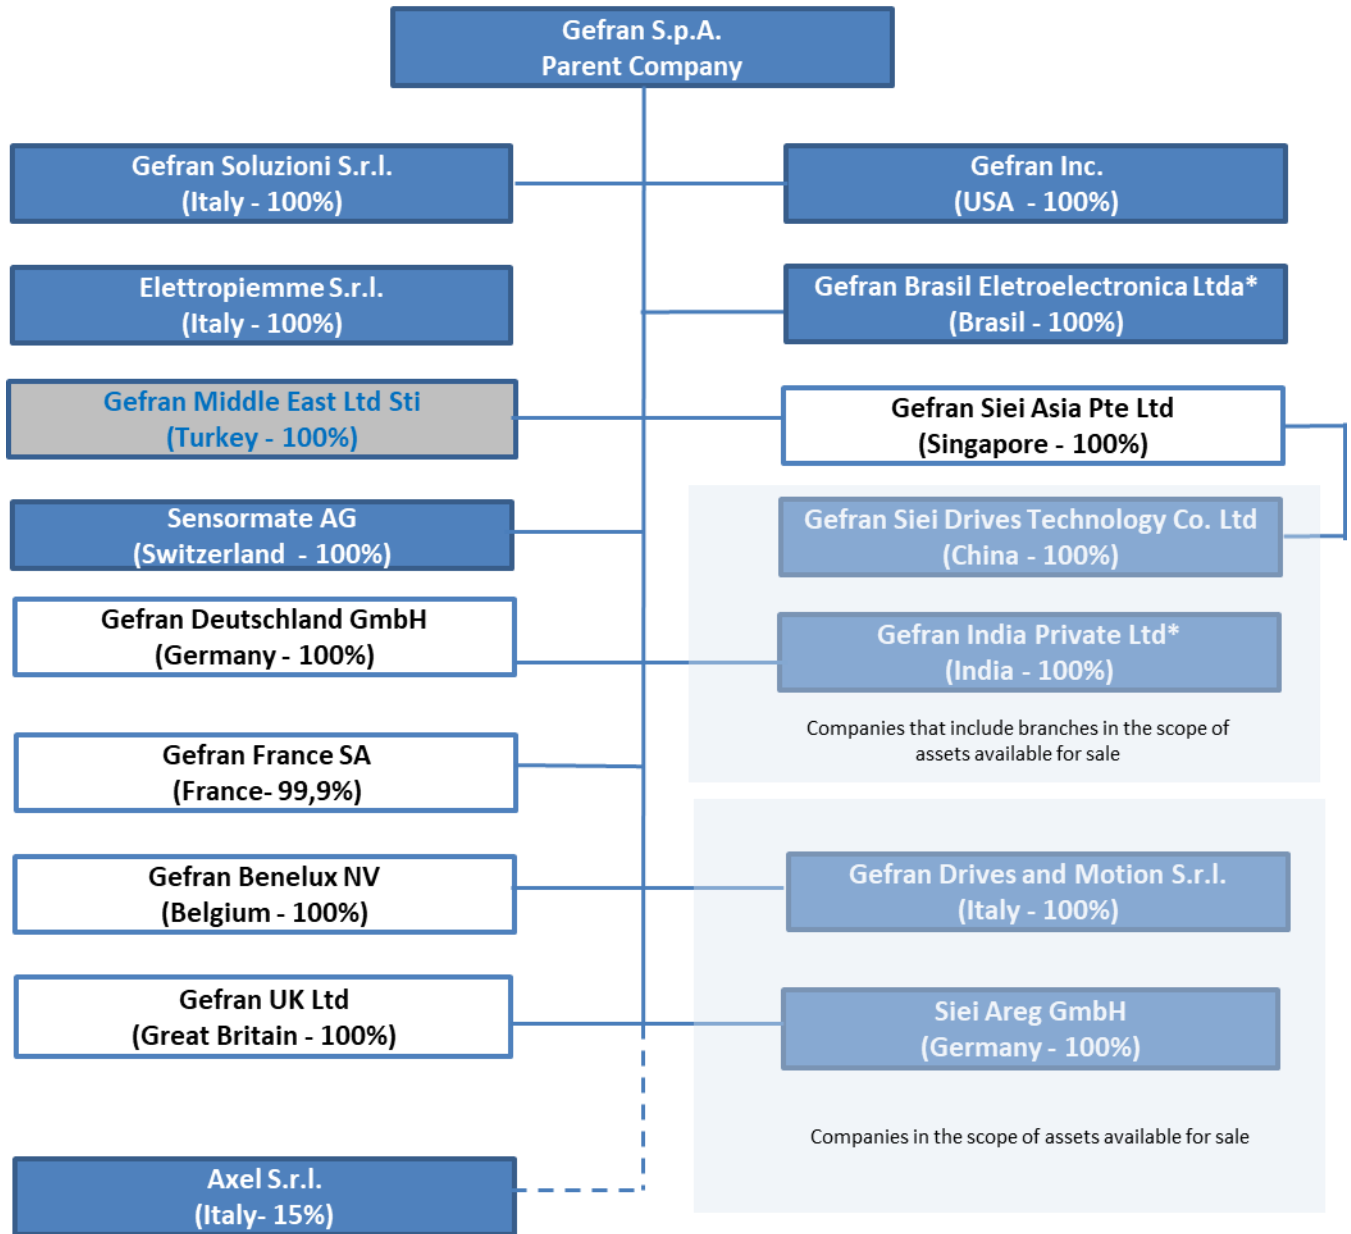 Gefran S.p.A.
Parent Company
Gefran Soluzioni S.r.l.
(Italy - 100%)
Gefran Inc.
(USA - 100%)
Elettropiemme S.r.l.
(Italy - 100%)
Gefran Brasil Eletroelectronica Ltda*
(Brasil - 100%)
Gefran Middle East Ltd Sti
(Turkey - 100%)
Gefran Siei Asia Pte Ltd
(Singapore - 100%)
Sensormate AG
(Switzerland - 100%)
Gefran Siei Drives Technology Co. Ltd
(China - 100%)
Gefran Deutschland GmbH
(Germany - 100%)
Gefran India Private Ltd*
(India - 100%)
Companies that include branches in the scope of
assets available for sale
Gefran France SA
(France- 99,9%)
Gefran Benelux NV
(Belgium - 100%)
Gefran Drives and Motion S.r.l.
(Italy - 100%)
Gefran UK Ltd
(Great Britain - 100%)
Siei Areg GmbH
(Germany - 100%)
Companies in the scope of assets available for sale
Axel S.r.l.
(Italy- 15%)